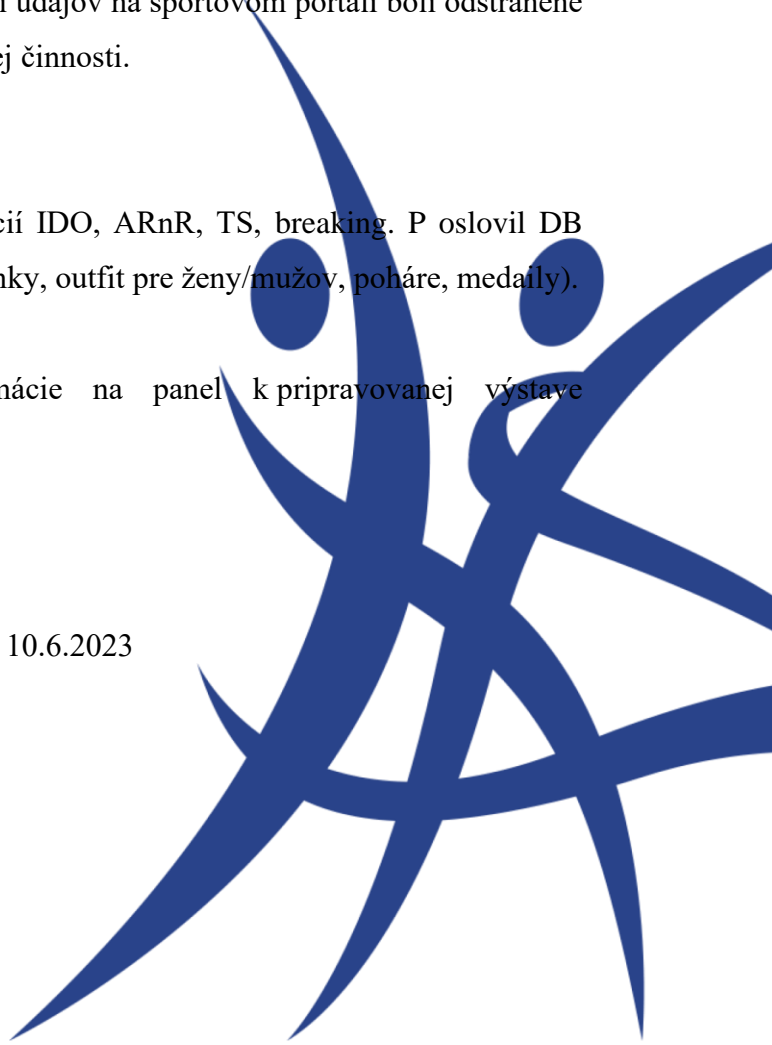 údajov na športovom portáli boli odstránené
ej činnosti.
cií IDO, ARnR, TS, breaking. P oslovil DB
nky, outfit pre ženy/mužov, poháre, medaily).
mácie na panel k pripravovanej výstave
10.6.2023